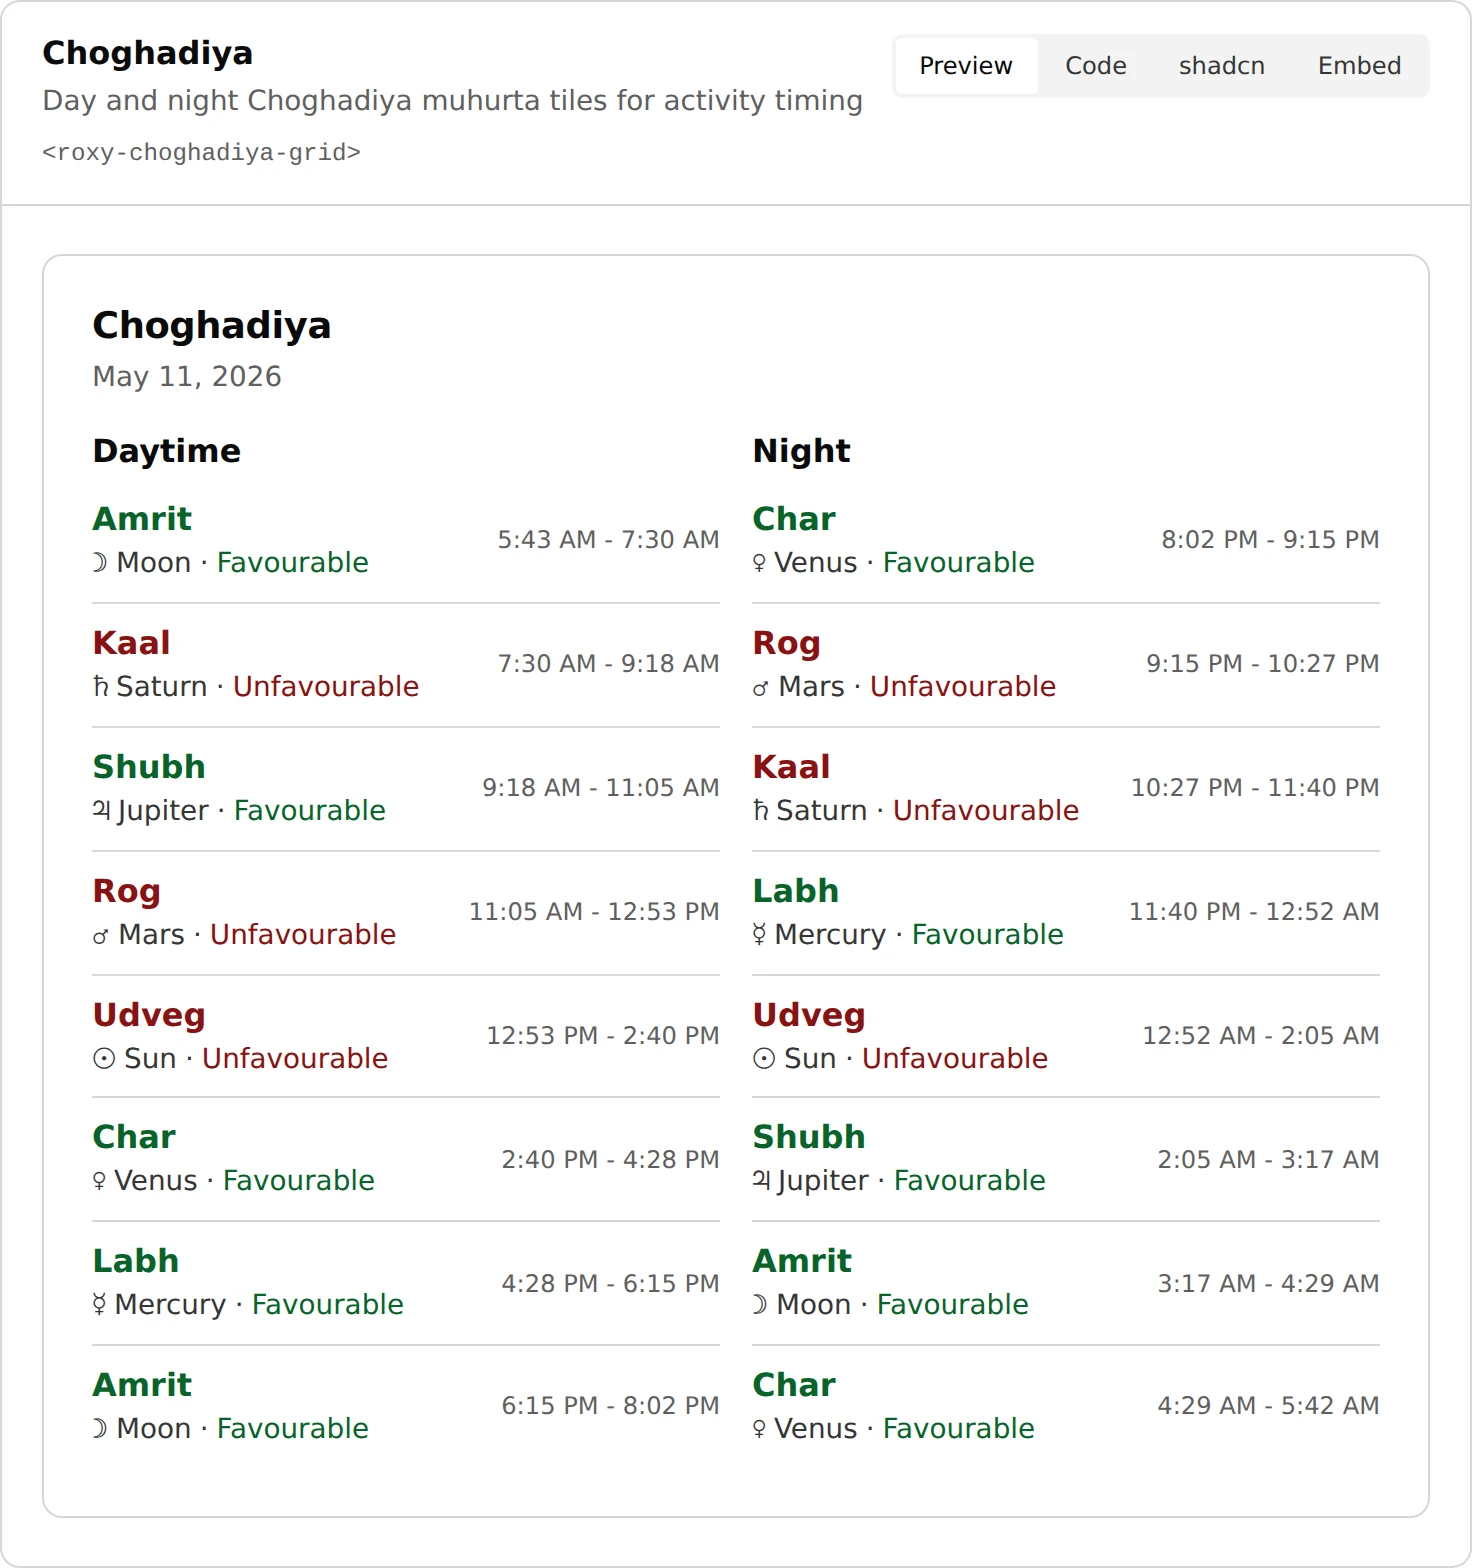 Choghadiya
Day and night Choghadiya muhurta tiles for activity timing
<roxy-choghadiya-grid>
Preview Code shadcn Embed
Choghadiya
May 11, 2026
Daytime
Amrit
☽ Moon · Favourable
5:43 AM - 7:30 AM
Kaal
♄ Saturn · Unfavourable
7:30 AM - 9:18 AM
Shubh
♃ Jupiter · Favourable
9:18 AM - 11:05 AM
Rog
♂ Mars · Unfavourable
11:05 AM - 12:53 PM
Udveg
☉ Sun · Unfavourable
12:53 PM - 2:40 PM
Char
♀ Venus · Favourable
2:40 PM - 4:28 PM
Labh
☿ Mercury · Favourable
4:28 PM - 6:15 PM
Amrit
☽ Moon · Favourable
6:15 PM - 8:02 PM
Night
Char
♀ Venus · Favourable
8:02 PM - 9:15 PM
Rog
♂ Mars · Unfavourable
9:15 PM - 10:27 PM
Kaal
♄ Saturn · Unfavourable
10:27 PM - 11:40 PM
Labh
☿ Mercury · Favourable
11:40 PM - 12:52 AM
Udveg
☉ Sun · Unfavourable
12:52 AM - 2:05 AM
Shubh
♃ Jupiter · Favourable
2:05 AM - 3:17 AM
Amrit
☽ Moon · Favourable
3:17 AM - 4:29 AM
Char
♀ Venus · Favourable
4:29 AM - 5:42 AM